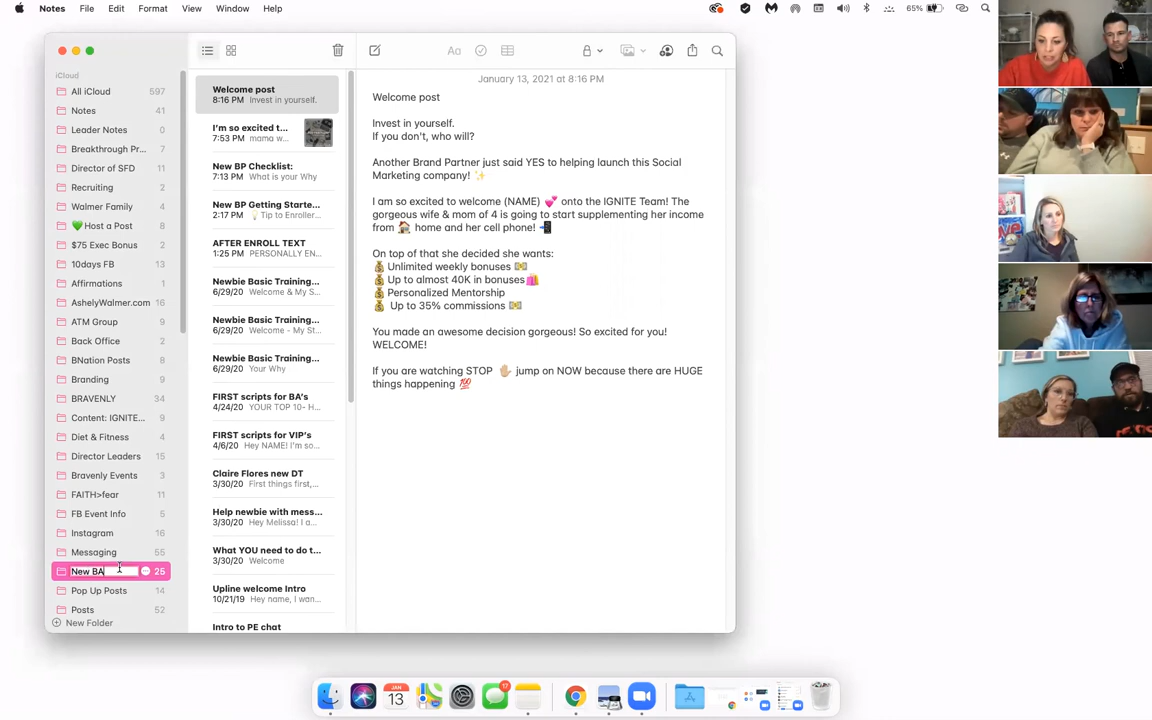 Notes File Edit Format View Window Help
65%
iCloud
All iCloud 597
Notes 41
Leader Notes 0
Breakthrough Pr... 7
Director of SFD 11
Recruiting 2
Walmer Family 4
💚 Host a Post 8
$75 Exec Bonus 2
10days FB 13
Affirmations 1
AshelyWalmer.com 16
ATM Group 3
Back Office 2
BNation Posts 8
Branding 9
BRAVENLY 34
Content: IGNITE... 9
Diet & Fitness 4
Director Leaders 15
Bravenly Events 3
FAITH>fear 11
FB Event Info 5
Instagram 16
Messaging 55
New BA 25
Pop Up Posts 14
Posts 52
New Folder
Welcome post
8:16 PM Invest in yourself.
I'm so excited t...
7:53 PM mama w...
New BP Checklist:
7:13 PM What is your Why
New BP Getting Starte...
2:17 PM 💡Tip to Enroller...
AFTER ENROLL TEXT
1:25 PM PERSONALLY EN...
Newbie Basic Training...
6/29/20 Welcome & My S...
Newbie Basic Training...
6/29/20 Welcome - My St...
Newbie Basic Training...
6/29/20 Your Why
FIRST scripts for BA's
4/24/20 YOUR TOP 10- H...
FIRST scripts for VIP's
4/6/20 Hey NAME! I'm so...
Claire Flores new DT
3/30/20 First things first,...
Help newbie with mess...
3/30/20 Hey Melissa! I a...
What YOU need to do t...
3/30/20 Welcome
Upline welcome Intro
10/21/19 Hey name, I wan...
Intro to PE chat
Aa
January 13, 2021 at 8:16 PM
Welcome post
Invest in yourself.
If you don't, who will?
Another Brand Partner just said YES to helping launch this Social
Marketing company! ✨
I am so excited to welcome (NAME) 💕 onto the IGNITE Team! The
gorgeous wife & mom of 4 is going to start supplementing her income
from 🏠 home and her cell phone! 📲
On top of that she decided she wants:
💰 Unlimited weekly bonuses 💵
💰 Up to almost 40K in bonuses🛍️
💰 Personalized Mentorship
💰 Up to 35% commissions 💵
You made an awesome decision gorgeous! So excited for you!
WELCOME!
If you are watching STOP ✋🏼 jump on NOW because there are HUGE
things happening 💯
JAN
13
17